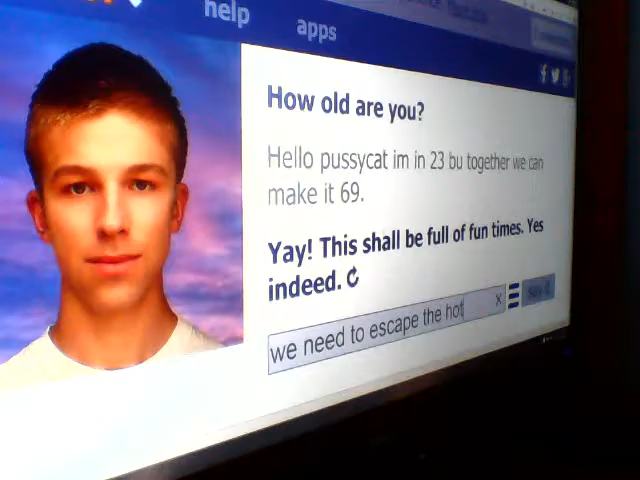 help
apps
How old are you?
Hello pussycat im in 23 bu together we can
make it 69.
Yay! This shall be full of fun times. Yes
indeed.
we need to escape the hot
x